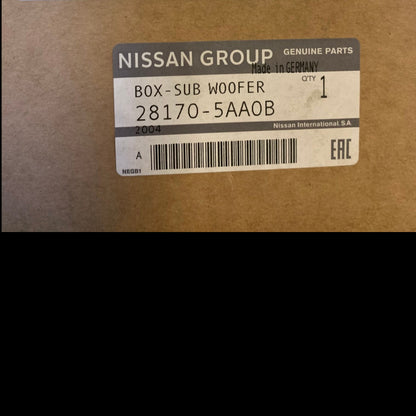 NISSAN GROUP GENUINE PARTS
Made in GERMANY
BOX-SUB WOOFER Q'TY 1
28170-5AA0B
2004 Nissan International SA
A EAC
NEGB1